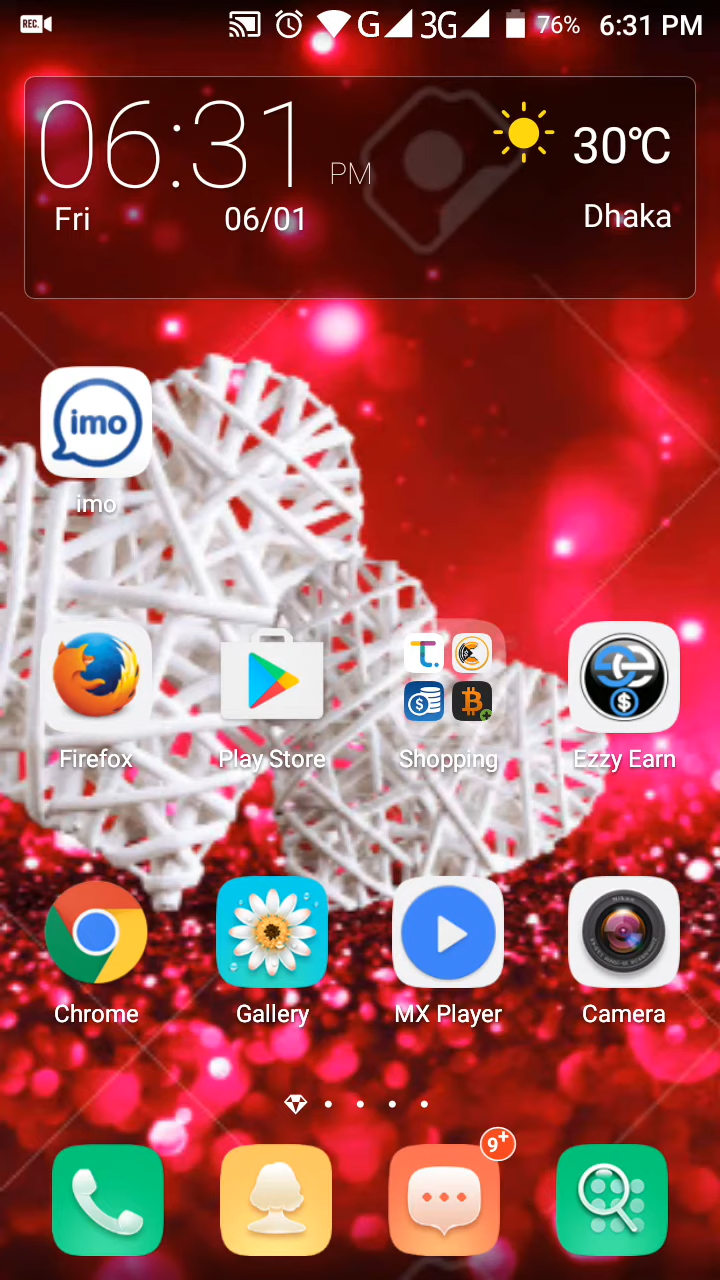 REC. G 3G 76% 6:31 PM
06:31 PM 30℃
Fri 06/01 Dhaka
imo
imo
t.
$
$
Firefox Play Store Shopping Ezzy Earn
Nikon
Chrome Gallery MX Player Camera
9+